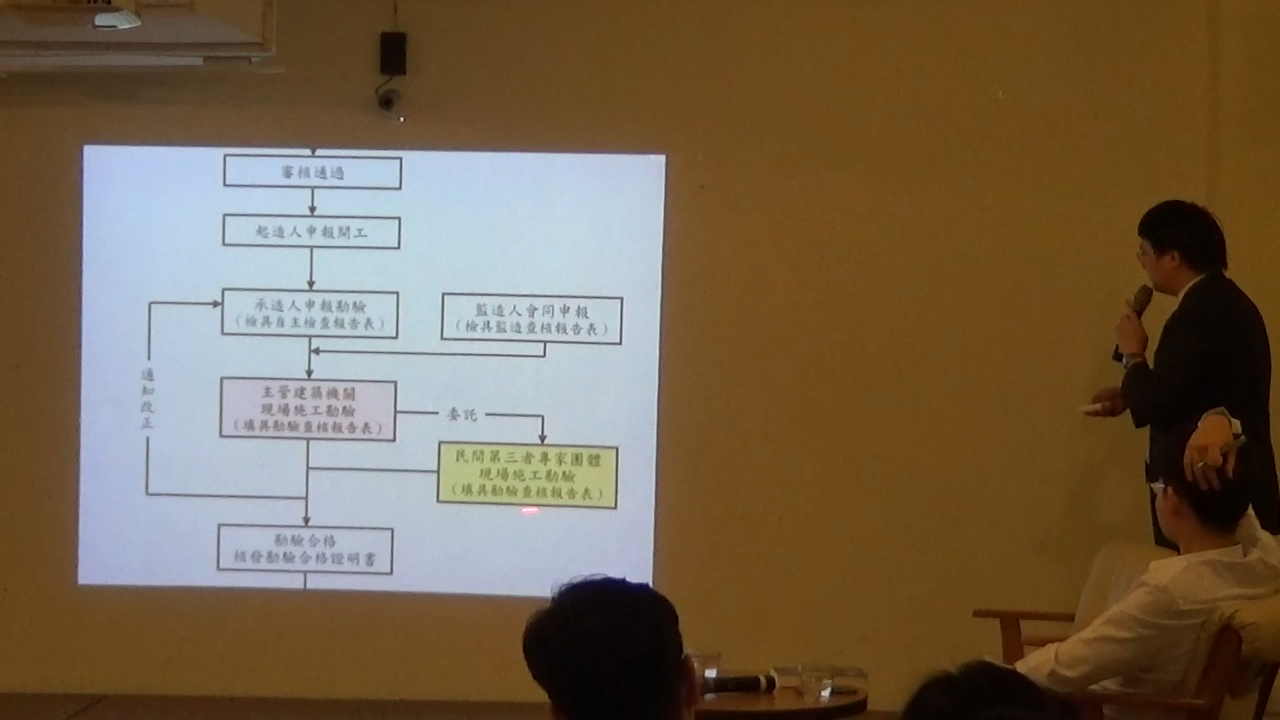 審核通過
起造人申報開工
承造人申報勘驗
（檢具自主檢查報告表）
監造人會同申報
（檢具監造查核報告表）
通知改正
主管建築機關
現場施工勘驗
（填具勘驗查核報告表）
委託
民間第三者專家團體
現場施工勘驗
（填具勘驗查核報告表）
勘驗合格
核發勘驗合格證明書